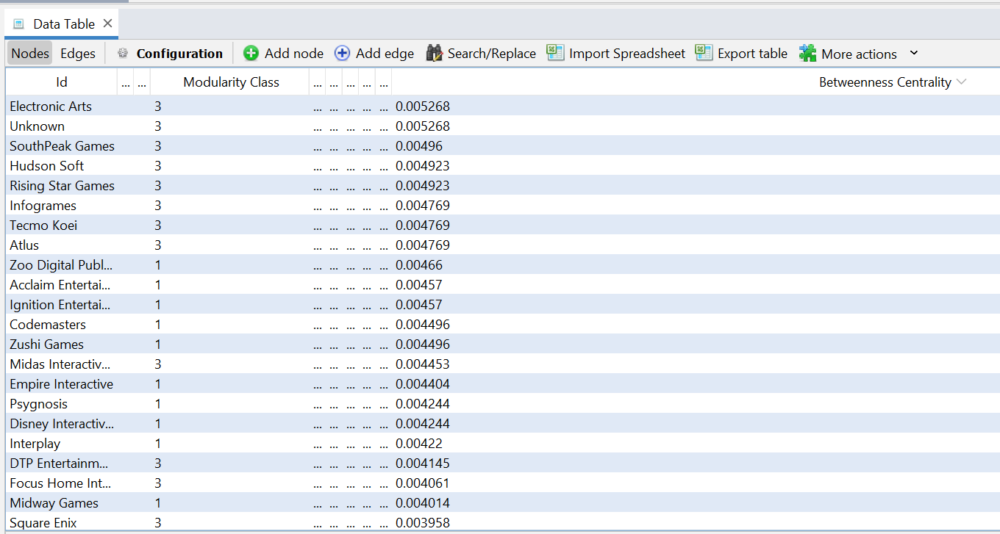 Data Table
Nodes Edges Configuration Add node Add edge Search/Replace Import Spreadsheet Export table More actions
Id ... ... Modularity Class ... ... ... ... ... Betweenness Centrality
Electronic Arts 3 ... ... ... ... ... 0.005268
Unknown 3 ... ... ... ... ... 0.005268
SouthPeak Games 3 ... ... ... ... ... 0.00496
Hudson Soft 3 ... ... ... ... ... 0.004923
Rising Star Games 3 ... ... ... ... ... 0.004923
Infogrames 3 ... ... ... ... ... 0.004769
Tecmo Koei 3 ... ... ... ... ... 0.004769
Atlus 3 ... ... ... ... ... 0.004769
Zoo Digital Publ... 1 ... ... ... ... ... 0.00466
Acclaim Entertai... 1 ... ... ... ... ... 0.00457
Ignition Entertai... 1 ... ... ... ... ... 0.00457
Codemasters 1 ... ... ... ... ... 0.004496
Zushi Games 1 ... ... ... ... ... 0.004496
Midas Interactiv... 3 ... ... ... ... ... 0.004453
Empire Interactive 1 ... ... ... ... ... 0.004404
Psygnosis 1 ... ... ... ... ... 0.004244
Disney Interactiv... 1 ... ... ... ... ... 0.004244
Interplay 1 ... ... ... ... ... 0.00422
DTP Entertainm... 3 ... ... ... ... ... 0.004145
Focus Home Int... 3 ... ... ... ... ... 0.004061
Midway Games 1 ... ... ... ... ... 0.004014
Square Enix 3 ... ... ... ... ... 0.003958